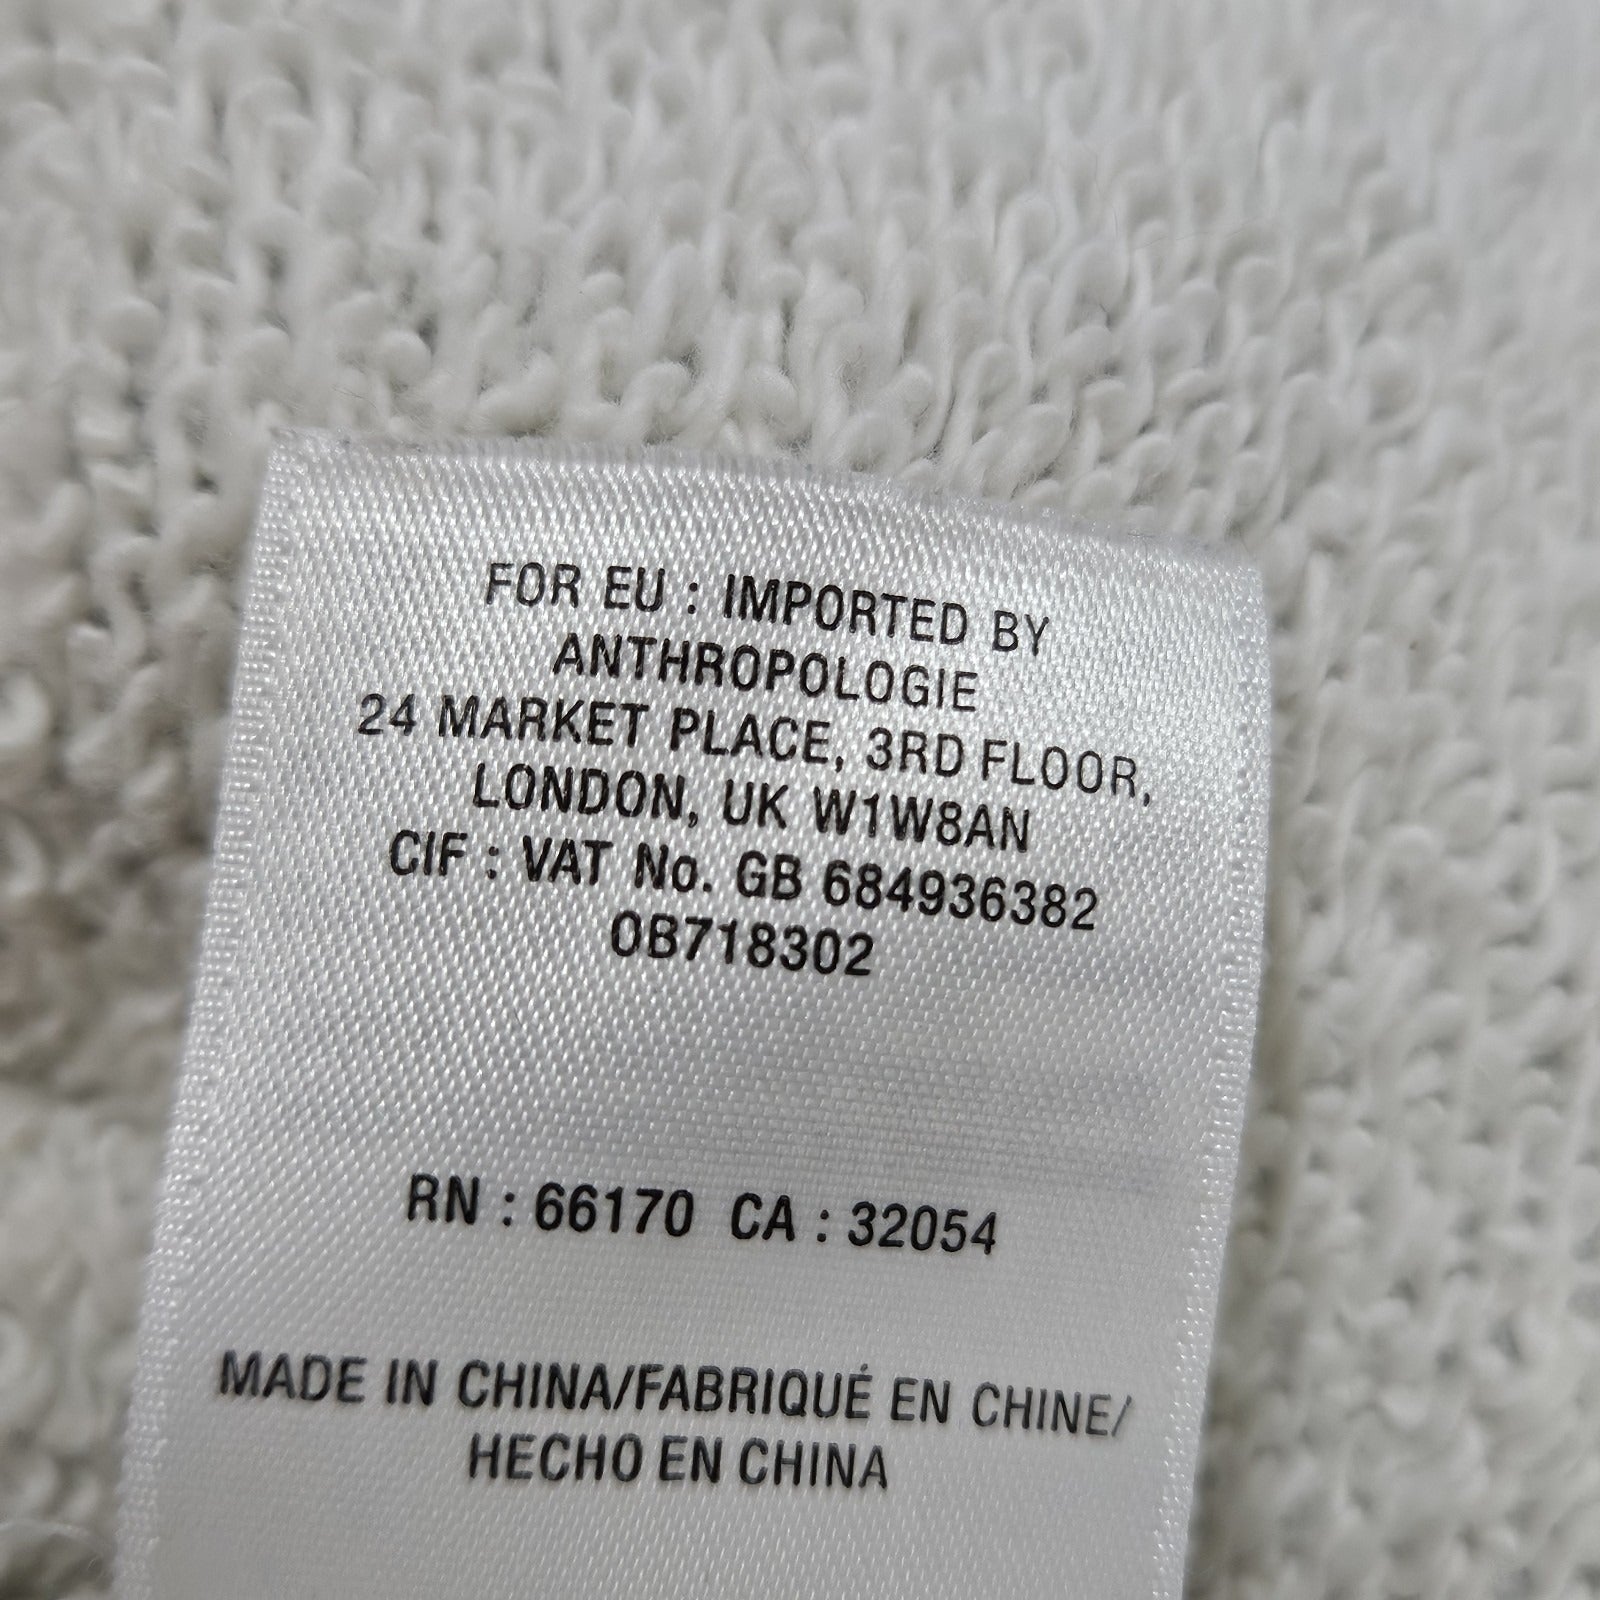 FOR EU : IMPORTED BY
ANTHROPOLOGIE
24 MARKET PLACE, 3RD FLOOR,
LONDON, UK W1W8AN
CIF : VAT No. GB 684936382
OB718302
RN : 66170 CA : 32054
MADE IN CHINA/FABRIQUÉ EN CHINE/
HECHO EN CHINA